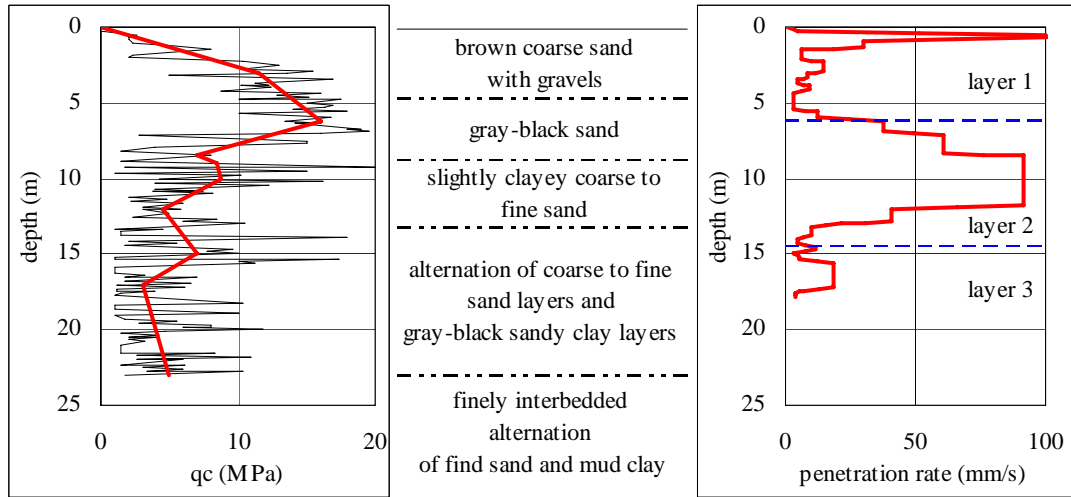 0
5
10
15
20
25
depth (m)
0
10
20
qc (MPa)
brown coarse sand
with gravels
gray-black sand
slightly clayey coarse to
fine sand
alternation of coarse to fine
sand layers and
gray-black sandy clay layers
finely interbedded
alternation
of find sand and mud clay
0
5
10
15
20
25
depth (m)
layer 1
layer 2
layer 3
0
50
100
penetration rate (mm/s)